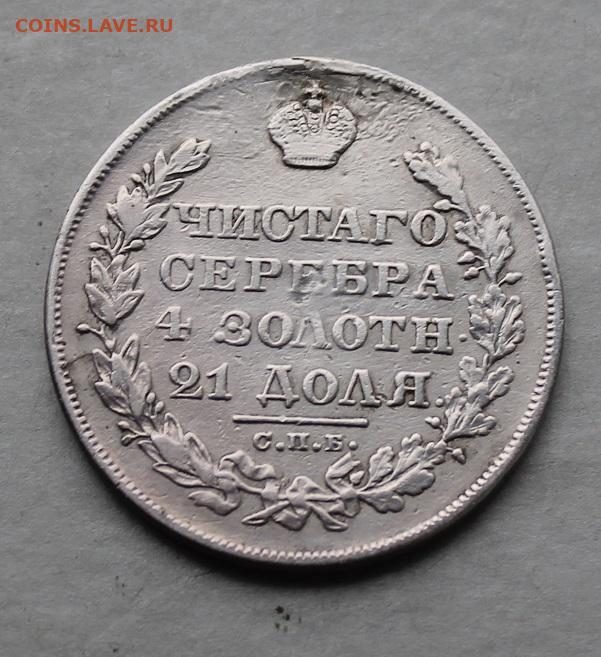 COINS.LAVE.RU
ЧИСТАГО
СЕРЕБРА
4 ЗОЛОТН.
21 ДОЛЯ.
С.П.Б.